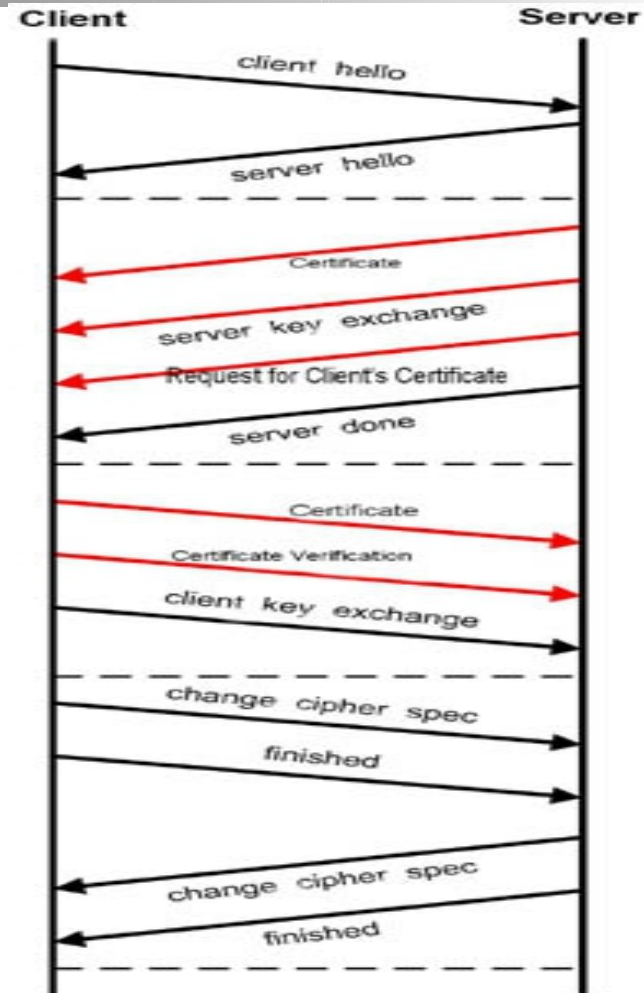 Client Server
client hello
server hello
Certificate
server key exchange
Request for Client's Certificate
server done
Certificate
Certificate Verification
client key exchange
change cipher spec
finished
change cipher spec
finished